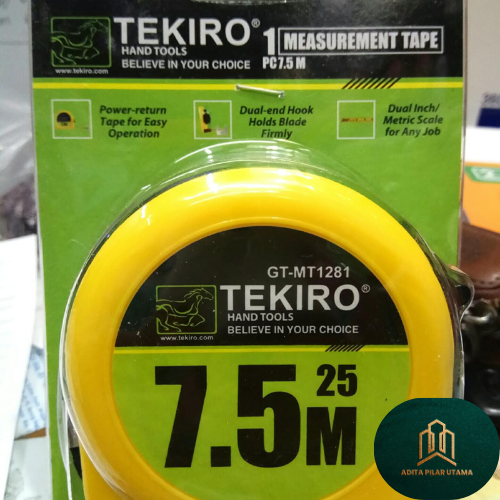 TEKIRO®
HAND TOOLS
BELIEVE IN YOUR CHOICE
www.tekiro.com
1 MEASUREMENT TAPE
PC 7.5 M
Power-return
Tape for Easy
Operation
Dual-end Hook
Holds Blade
Firmly
Dual Inch/
Metric Scale
for Any Job
GT-MT1281
TEKIRO®
HAND TOOLS
BELIEVE IN YOUR CHOICE
www.tekiro.com
7.5M 25
ADITA PILAR UTAMA